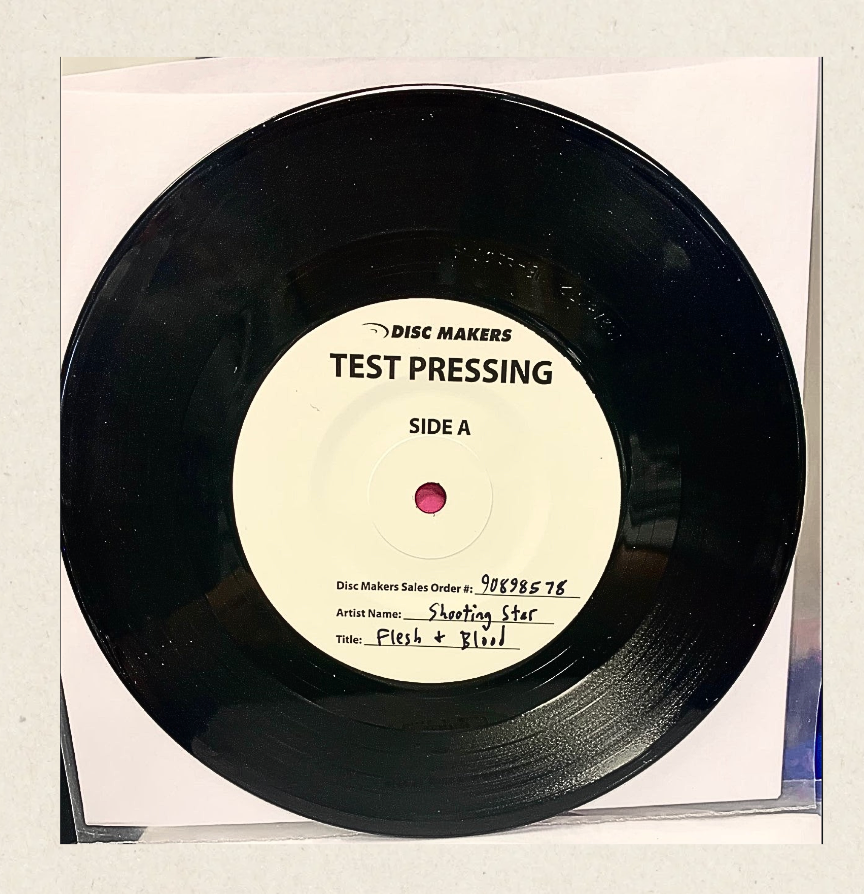 DISC MAKERS
TEST PRESSING
SIDE A
Disc Makers Sales Order #: 90898578
Artist Name: Shooting Star
Title: Flesh + Blood